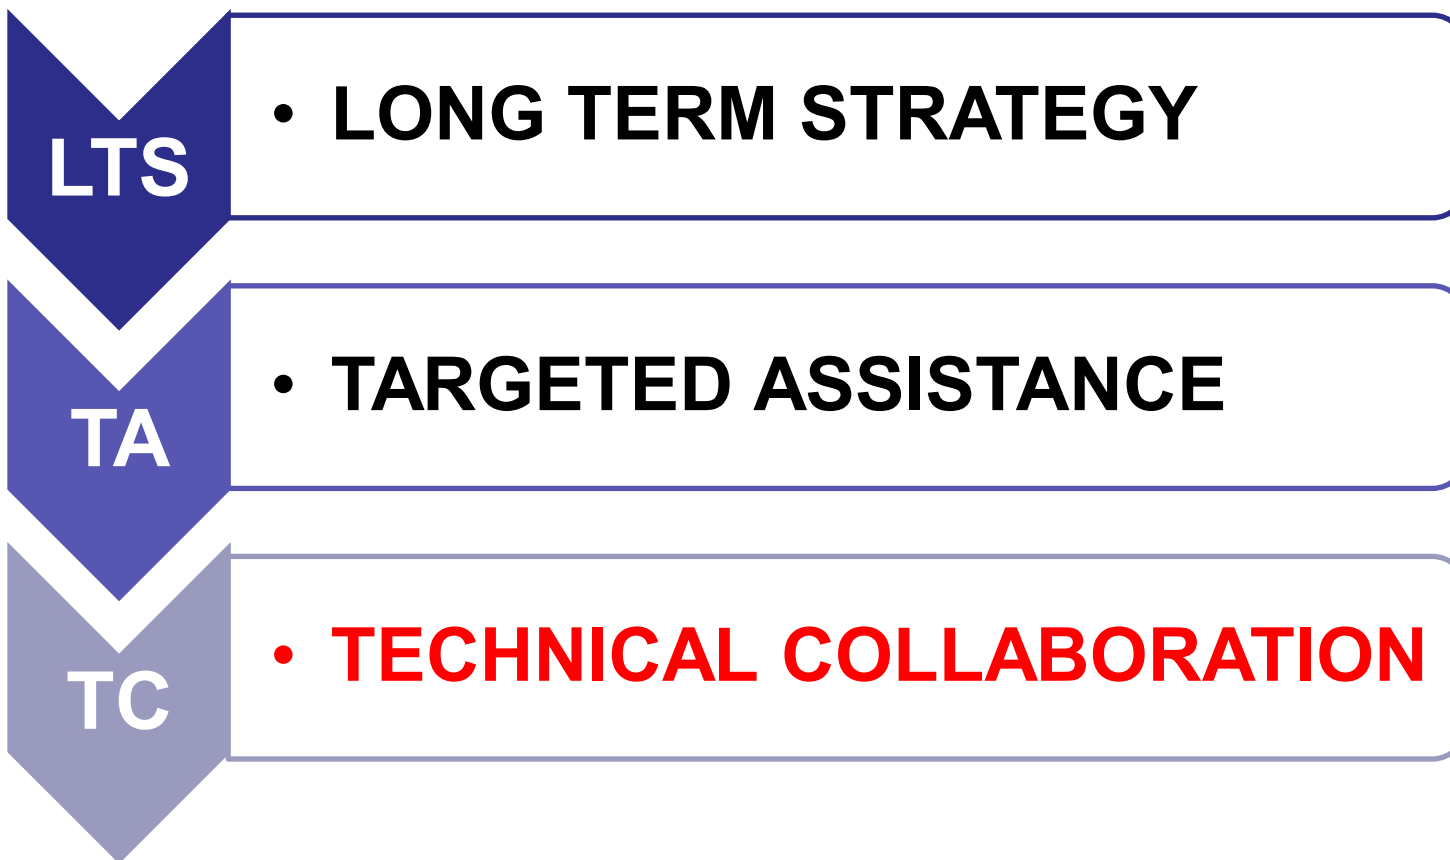 LTS
• LONG TERM STRATEGY
TA
• TARGETED ASSISTANCE
TC
• TECHNICAL COLLABORATION